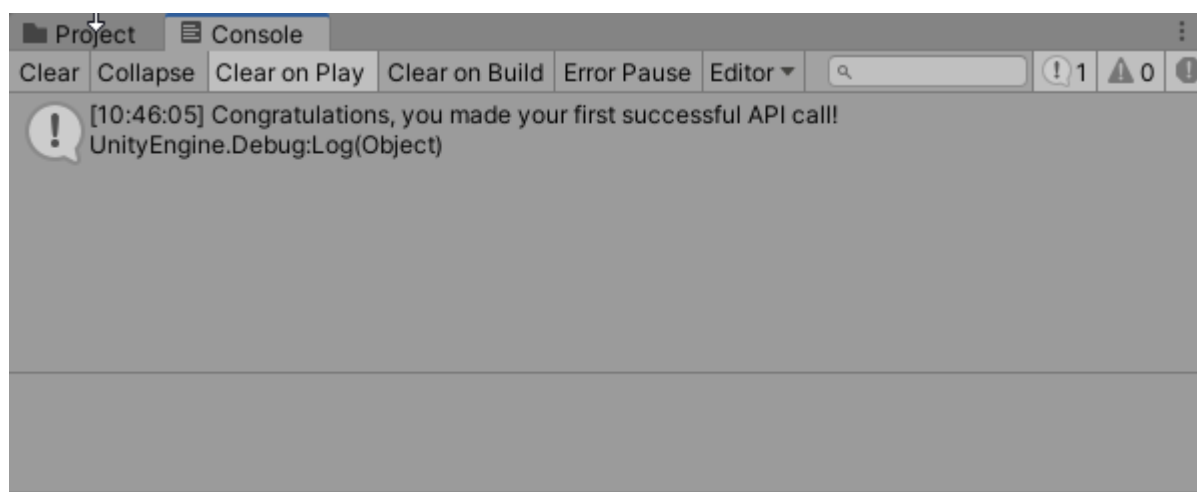 Project Console
Clear Collapse Clear on Play Clear on Build Error Pause Editor 1 0
[10:46:05] Congratulations, you made your first successful API call!
UnityEngine.Debug:Log(Object)